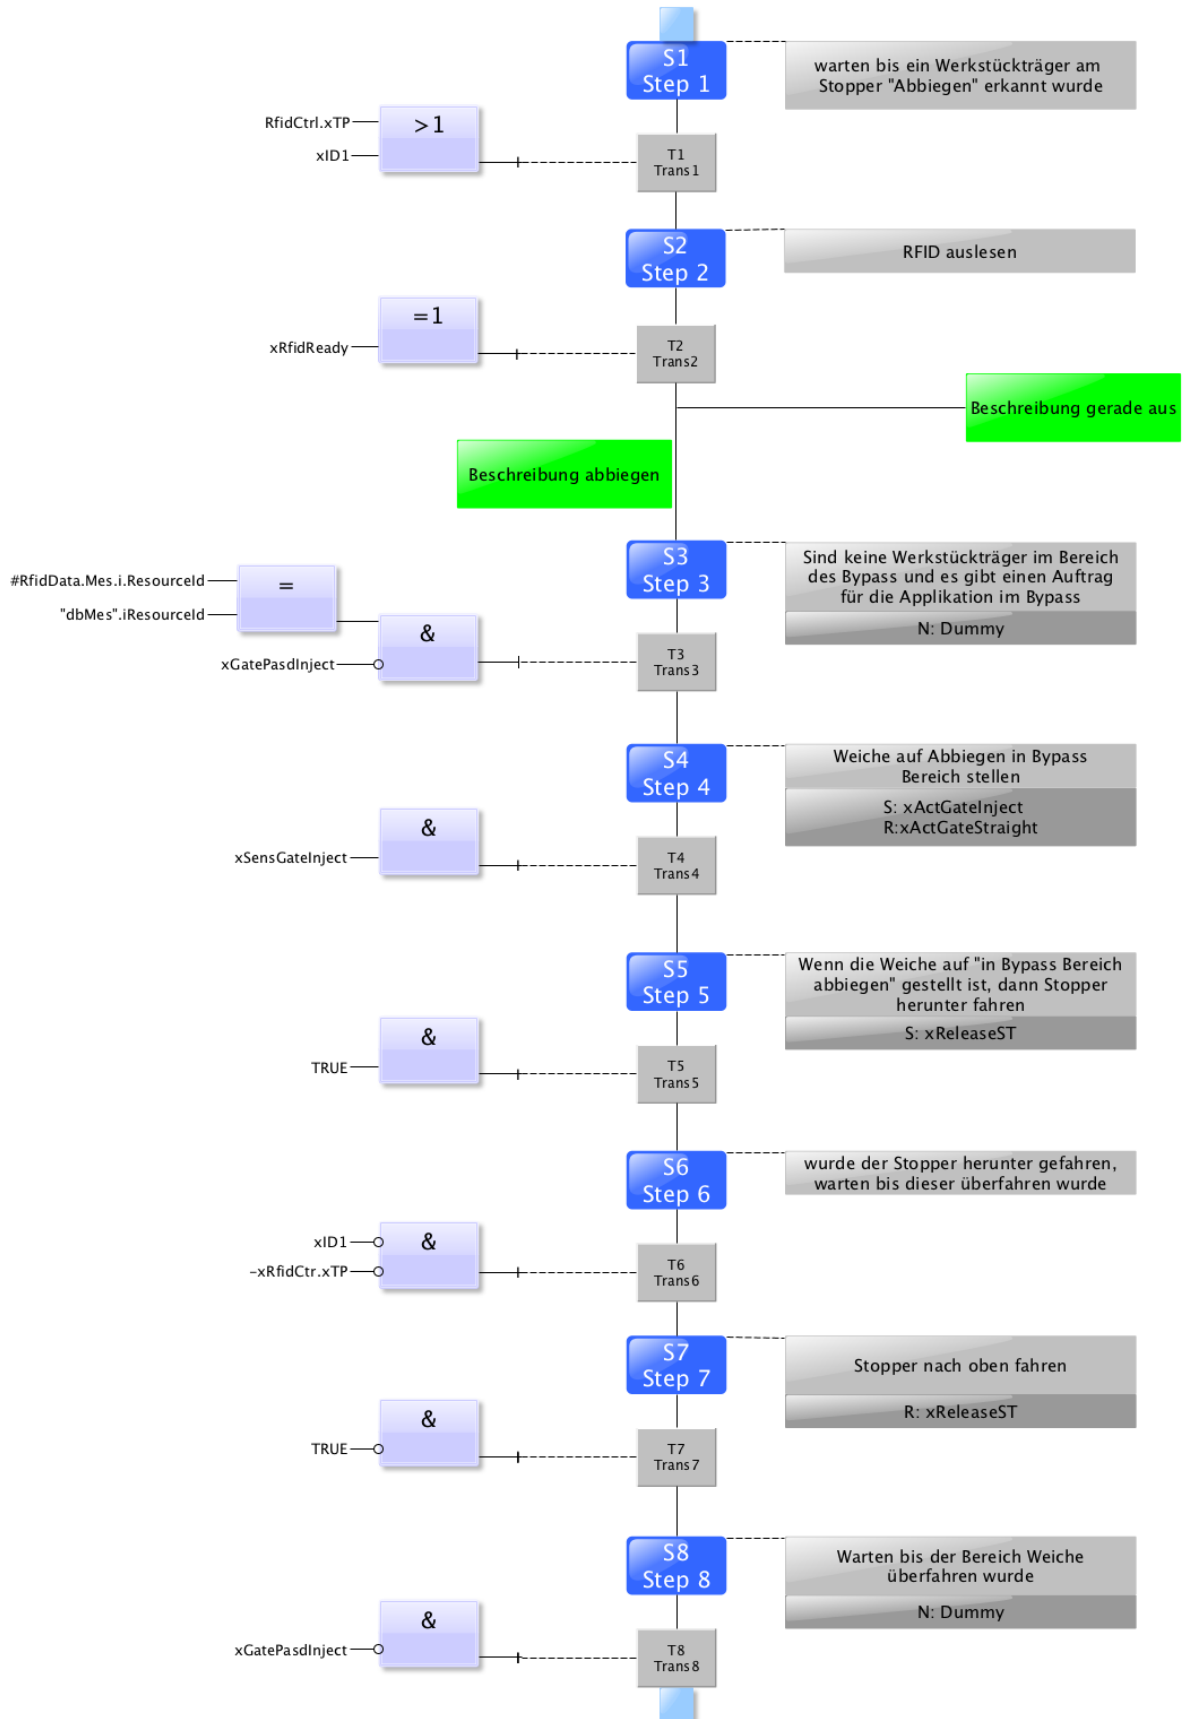 S1
Step 1
warten bis ein Werkstückträger am
Stopper "Abbiegen" erkannt wurde
RfidCtrl.xTP
xID1
>1
T1
Trans1
S2
Step 2
RFID auslesen
=1
xRfidReady
T2
Trans2
Beschreibung gerade aus
Beschreibung abbiegen
S3
Step 3
Sind keine Werkstückträger im Bereich
des Bypass und es gibt einen Auftrag
für die Applikation im Bypass
N: Dummy
#RfidData.Mes.i.ResourceId
"dbMes".iResourceId
=
&
xGatePasdInject
T3
Trans3
S4
Step 4
Weiche auf Abbiegen in Bypass
Bereich stellen
S: xActGateInject
R:xActGateStraight
&
xSensGateInject
T4
Trans4
S5
Step 5
Wenn die Weiche auf "in Bypass Bereich
abbiegen" gestellt ist, dann Stopper
herunter fahren
S: xReleaseST
&
TRUE
T5
Trans5
S6
Step 6
wurde der Stopper herunter gefahren,
warten bis dieser überfahren wurde
xID1
-xRfidCtr.xTP
&
T6
Trans6
S7
Step 7
Stopper nach oben fahren
R: xReleaseST
&
TRUE
T7
Trans7
S8
Step 8
Warten bis der Bereich Weiche
überfahren wurde
N: Dummy
&
xGatePasdInject
T8
Trans8